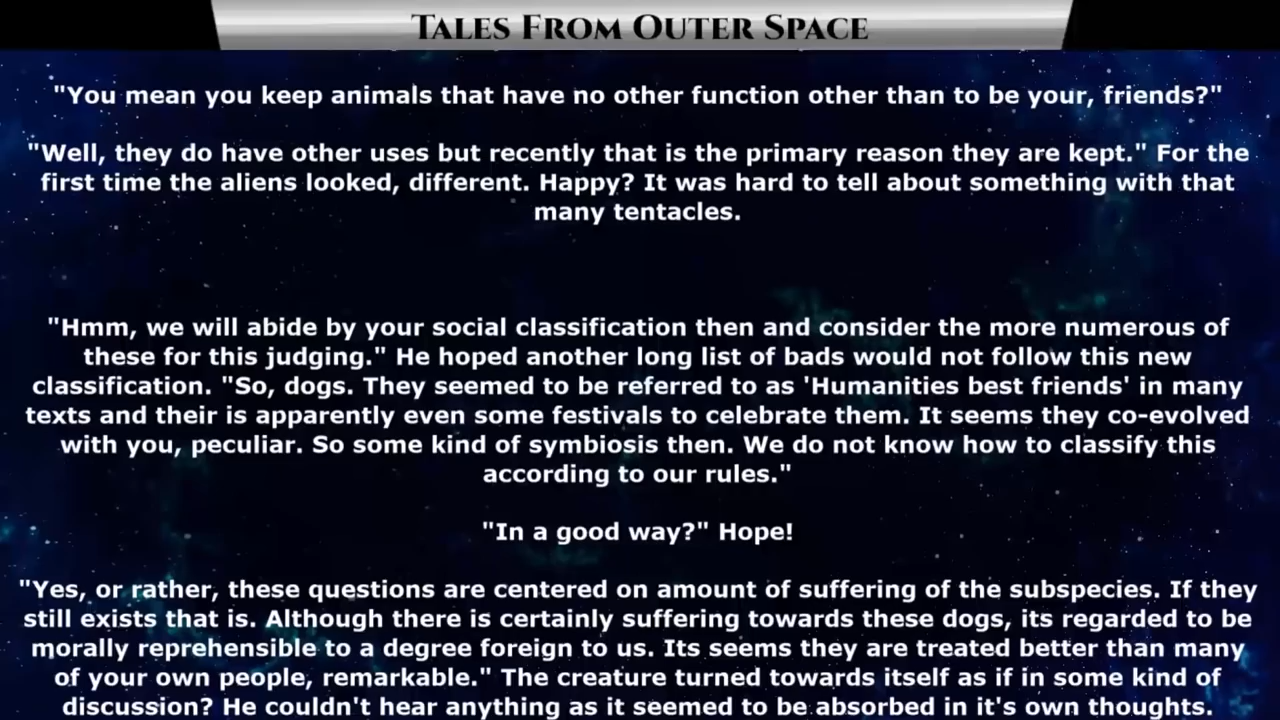 Tales From Outer Space
"You mean you keep animals that have no other function other than to be your, friends?"
"Well, they do have other uses but recently that is the primary reason they are kept." For the
first time the aliens looked, different. Happy? It was hard to tell about something with that
many tentacles.
"Hmm, we will abide by your social classification then and consider the more numerous of
these for this judging." He hoped another long list of bads would not follow this new
classification. "So, dogs. They seemed to be referred to as 'Humanities best friends' in many
texts and their is apparently even some festivals to celebrate them. It seems they co-evolved
with you, peculiar. So some kind of symbiosis then. We do not know how to classify this
according to our rules."
"In a good way?" Hope!
"Yes, or rather, these questions are centered on amount of suffering of the subspecies. If they
still exists that is. Although there is certainly suffering towards these dogs, its regarded to be
morally reprehensible to a degree foreign to us. Its seems they are treated better than many
of your own people, remarkable." The creature turned towards itself as if in some kind of
discussion? He couldn't hear anything as it seemed to be absorbed in it's own thoughts.